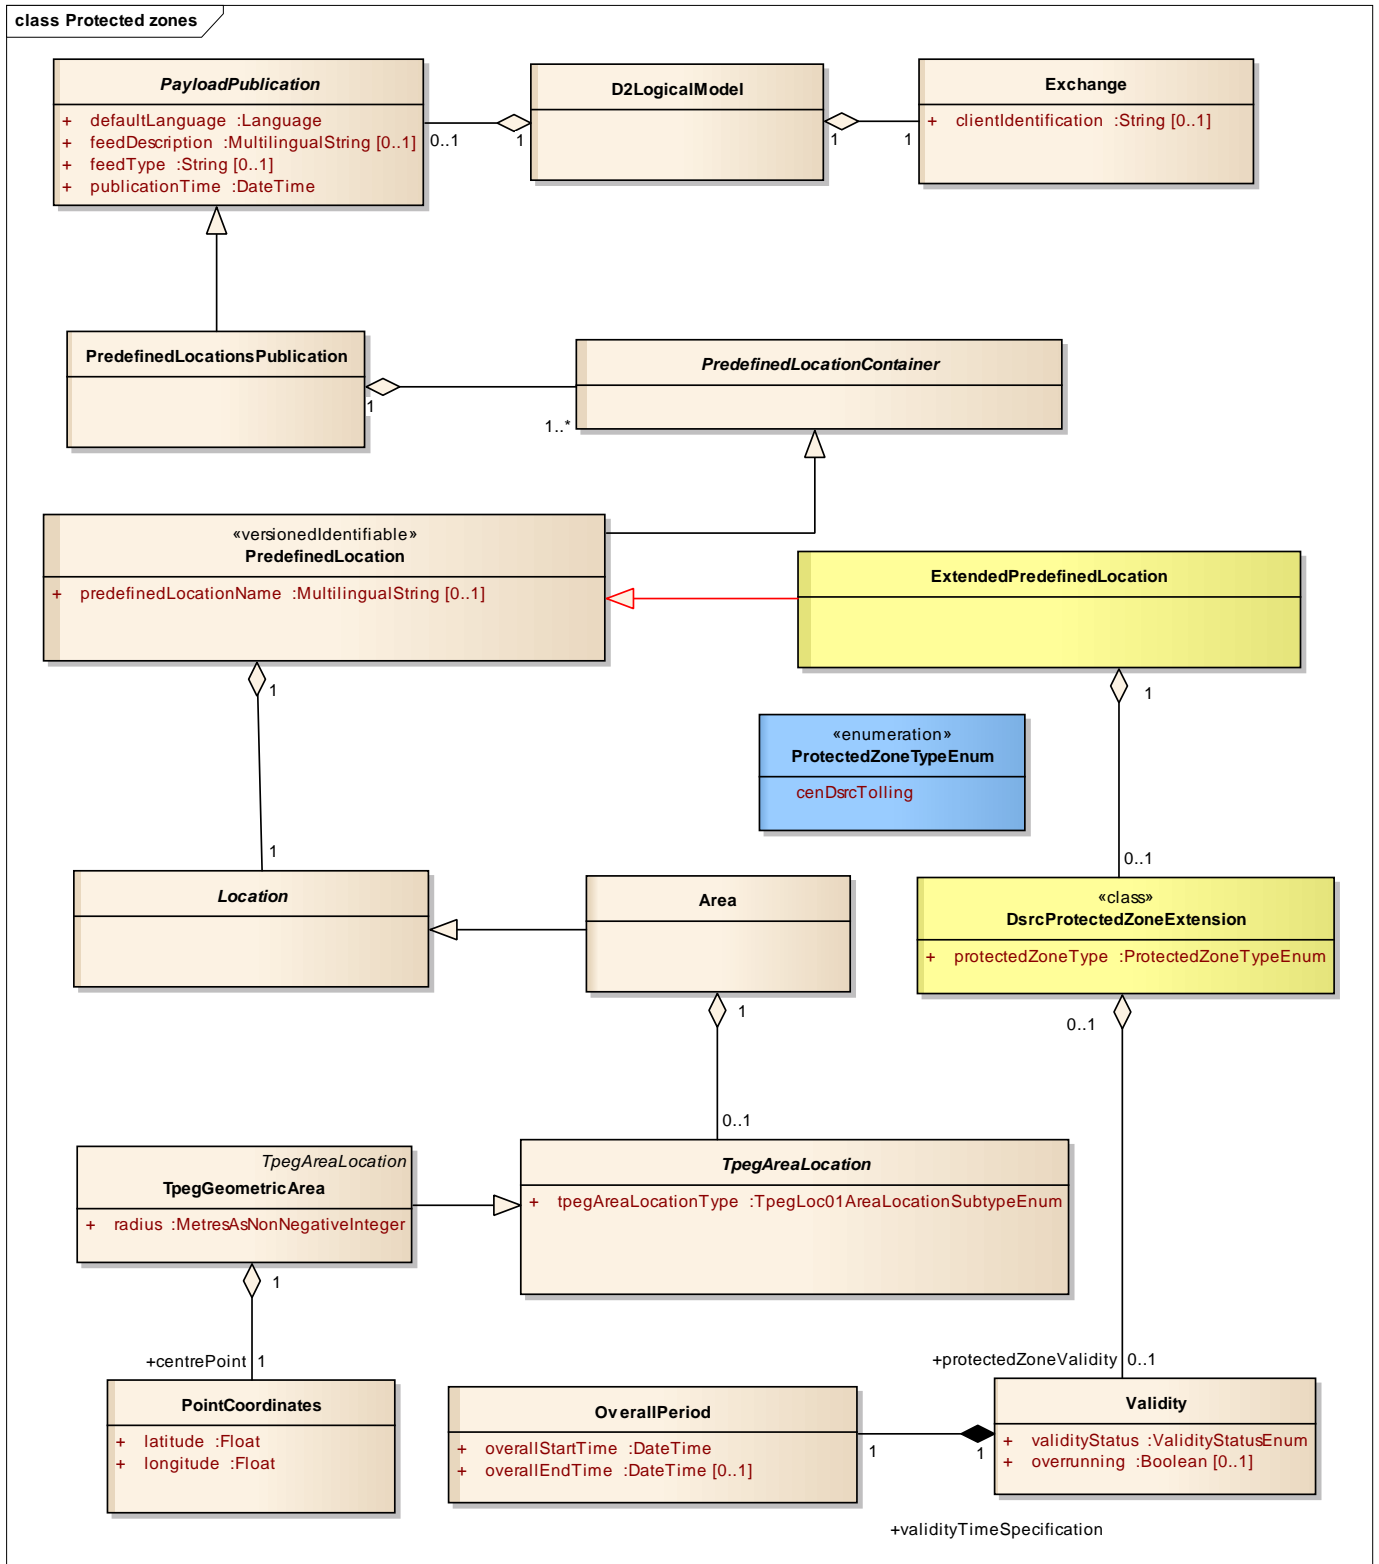 class Protected zones
PayloadPublication
+ defaultLanguage :Language
+ feedDescription :MultilingualString [0..1]
+ feedType :String [0..1]
+ publicationTime :DateTime
0..1
1
D2LogicalModel
1
1
Exchange
+ clientIdentification :String [0..1]
PredefinedLocationsPublication
1
1..*
PredefinedLocationContainer
«versionedIdentifiable»
PredefinedLocation
+ predefinedLocationName :MultilingualString [0..1]
1
ExtendedPredefinedLocation
1
«enumeration»
ProtectedZoneTypeEnum
cenDsrcTolling
1
0..1
Location
Area
1
«class»
DsrcProtectedZoneExtension
+ protectedZoneType :ProtectedZoneTypeEnum
0..1
0..1
TpegAreaLocation
TpegGeometricArea
+ radius :MetresAsNonNegativeInteger
1
TpegAreaLocation
+ tpegAreaLocationType :TpegLoc01AreaLocationSubtypeEnum
+centrePoint
1
+protectedZoneValidity
0..1
PointCoordinates
+ latitude :Float
+ longitude :Float
OverallPeriod
+ overallStartTime :DateTime
+ overallEndTime :DateTime [0..1]
1
1
Validity
+ validityStatus :ValidityStatusEnum
+ overrunning :Boolean [0..1]
+validityTimeSpecification